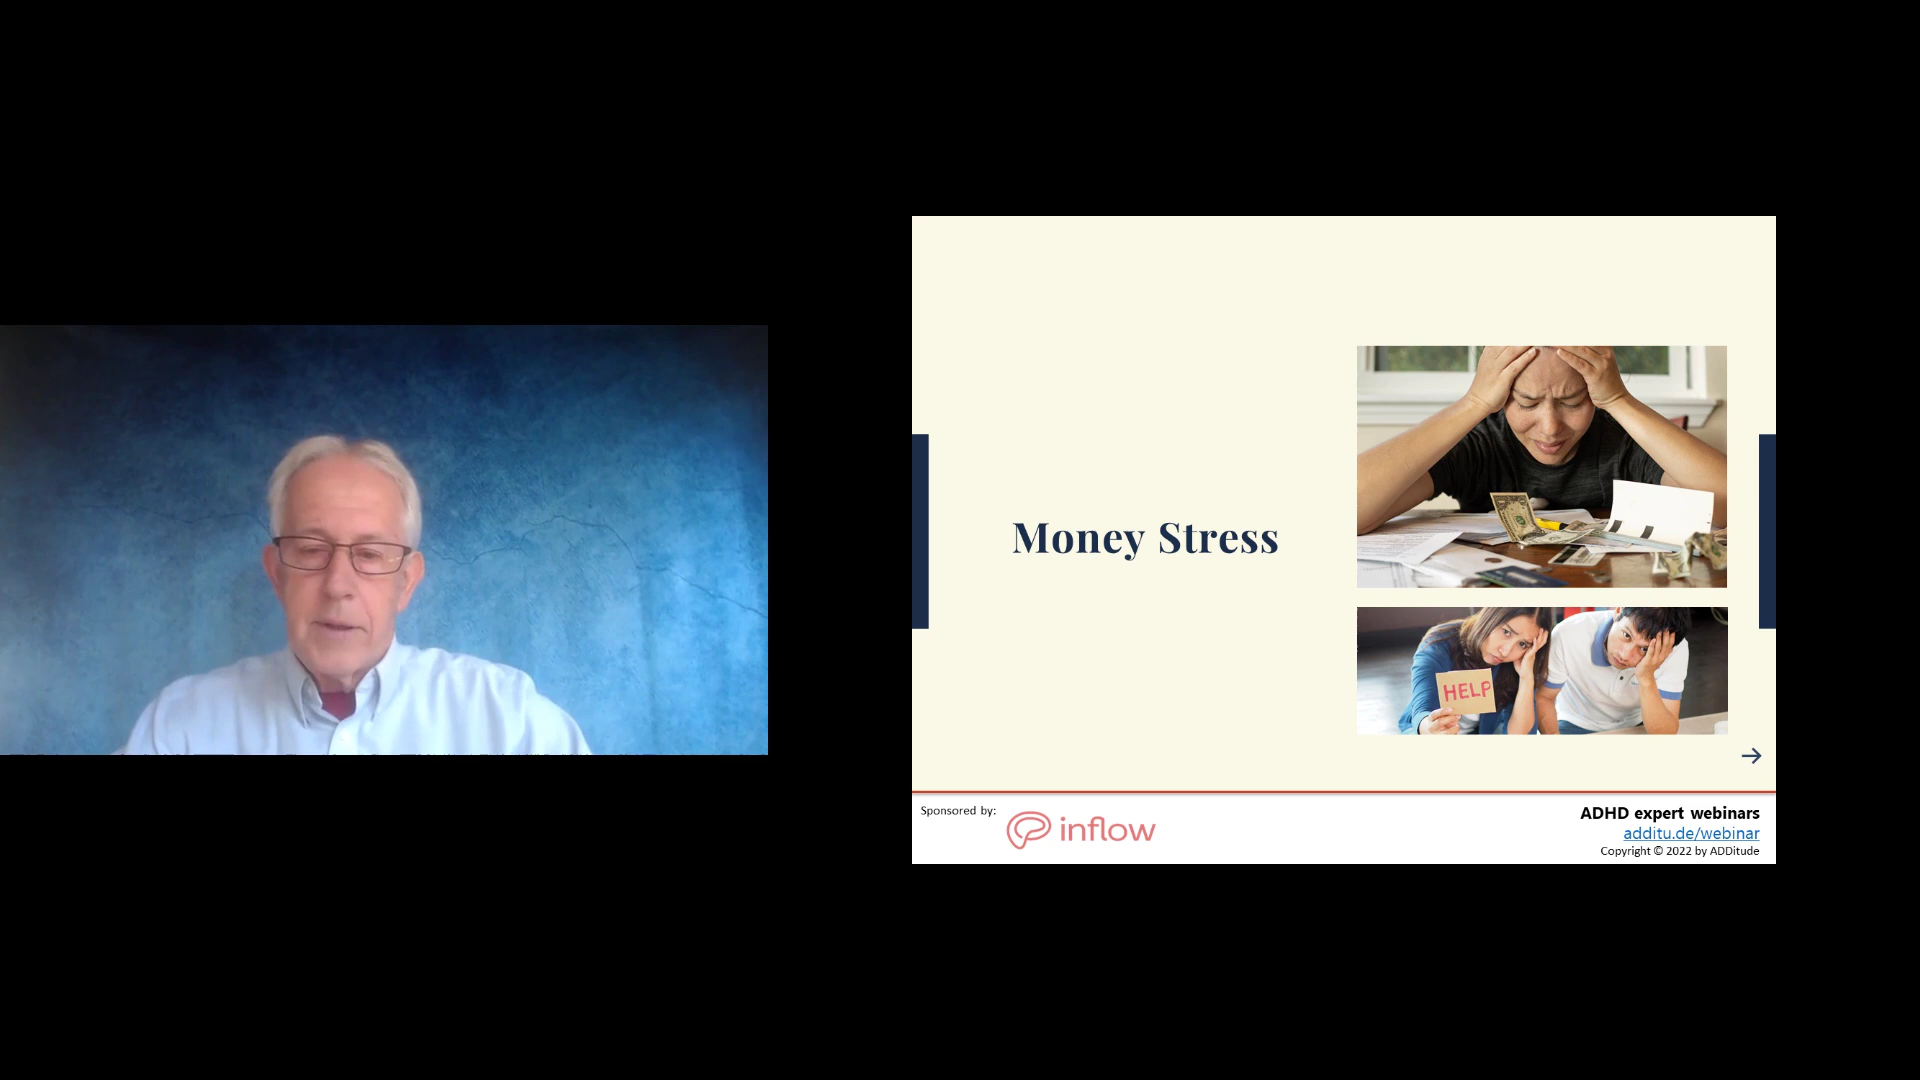 Money Stress
HELP
Sponsored by:
inflow
ADHD expert webinars
additu.de/webinar
Copyright © 2022 by ADDitude